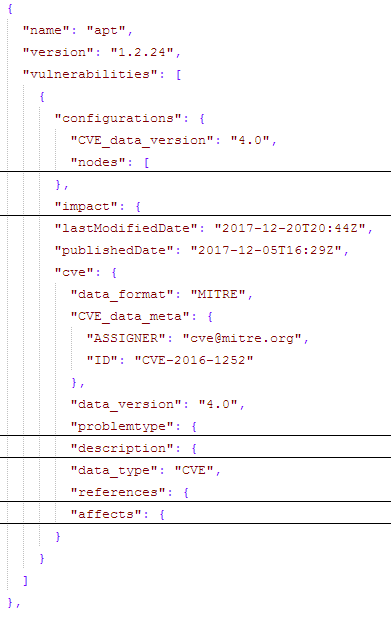 {
"name": "apt",
"version": "1.2.24",
"vulnerabilities": [
{
"configurations": {
"CVE_data_version": "4.0",
"nodes": [
},
"impact": {
"lastModifiedDate": "2017-12-20T20:44Z",
"publishedDate": "2017-12-05T16:29Z",
"cve": {
"data_format": "MITRE",
"CVE_data_meta": {
"ASSIGNER": "cve@mitre.org",
"ID": "CVE-2016-1252"
},
"data_version": "4.0",
"problemtype": {
"description": {
"data_type": "CVE",
"references": {
"affects": {
}
}
]
},